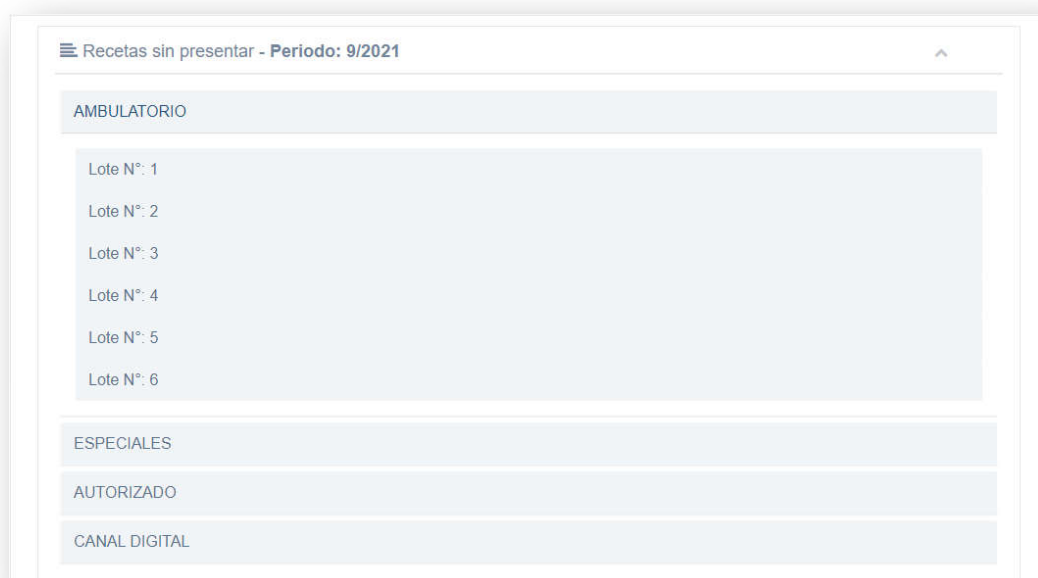 Recetas sin presentar - Periodo: 9/2021
AMBULATORIO
Lote N°: 1
Lote N°: 2
Lote N°: 3
Lote N°: 4
Lote N°: 5
Lote N°: 6
ESPECIALES
AUTORIZADO
CANAL DIGITAL